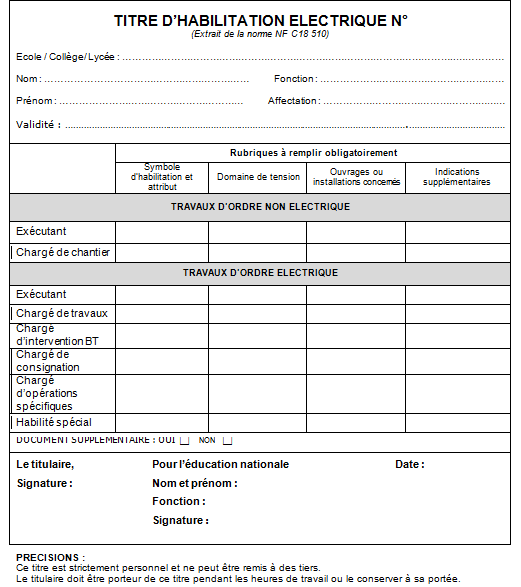 TITRE D’HABILITATION ELECTRIQUE N°
(Extrait de la norme NF C18 510)
Ecole / Collège/ Lycée : ……………………………………………………………………………
Nom : …………………………………………… Fonction : ……………………………………
Prénom : ………………………………………… Affectation : …………………………………
Validité : ……………………………………………………………………………………………
Rubriques à remplir obligatoirement
Symbole d’habilitation et attribut
Domaine de tension
Ouvrages ou installations concernés
Indications supplémentaires
TRAVAUX D’ORDRE NON ELECTRIQUE
Exécutant
Chargé de chantier
TRAVAUX D’ORDRE ELECTRIQUE
Exécutant
Chargé de travaux
Chargé
d’intervention BT
Chargé de
consignation
Chargé
d’opérations
spécifiques
Habilité spécial
DOCUMENT SUPPLEMENTAIRE : OUI □ NON □
Le titulaire, Pour l’éducation nationale Date :
Signature : Nom et prénom :
Fonction :
Signature :
PRECISIONS :
Ce titre est strictement personnel et ne peut être remis à des tiers.
Le titulaire doit être porteur de ce titre pendant les heures de travail ou le conserver à sa portée.